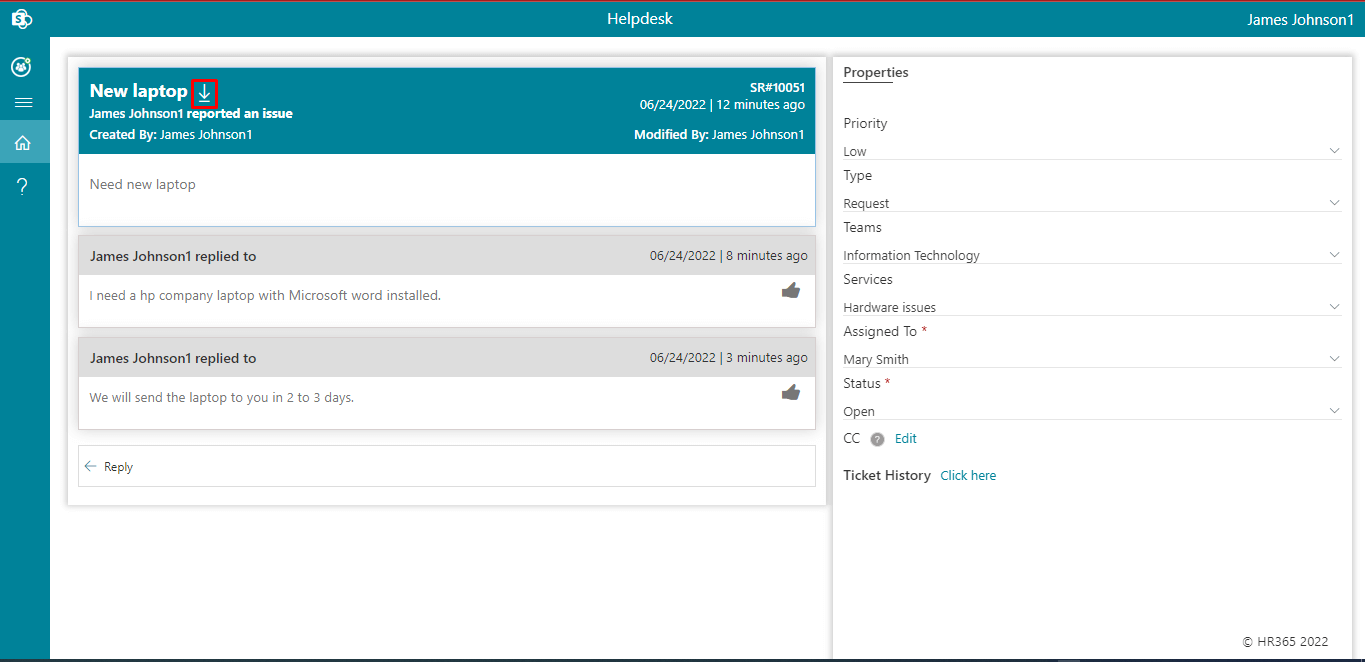 Helpdesk
James Johnson1
New laptop
SR#10051
James Johnson1 reported an issue
06/24/2022 | 12 minutes ago
Created By: James Johnson1
Modified By: James Johnson1
Need new laptop
James Johnson1 replied to
06/24/2022 | 8 minutes ago
I need a hp company laptop with Microsoft word installed.
James Johnson1 replied to
06/24/2022 | 3 minutes ago
We will send the laptop to you in 2 to 3 days.
Reply
Properties
Priority
Low
Type
Request
Teams
Information Technology
Services
Hardware issues
Assigned To *
Mary Smith
Status *
Open
CC ? Edit
Ticket History Click here
© HR365 2022